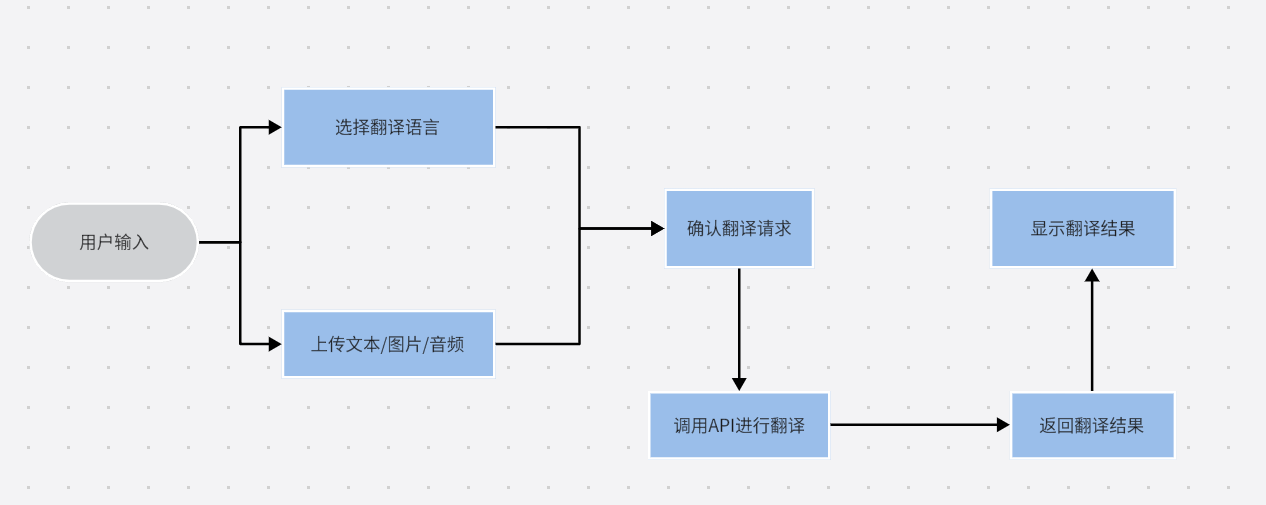 用户输入
选择翻译语言
上传文本/图片/音频
确认翻译请求
调用API进行翻译
返回翻译结果
显示翻译结果